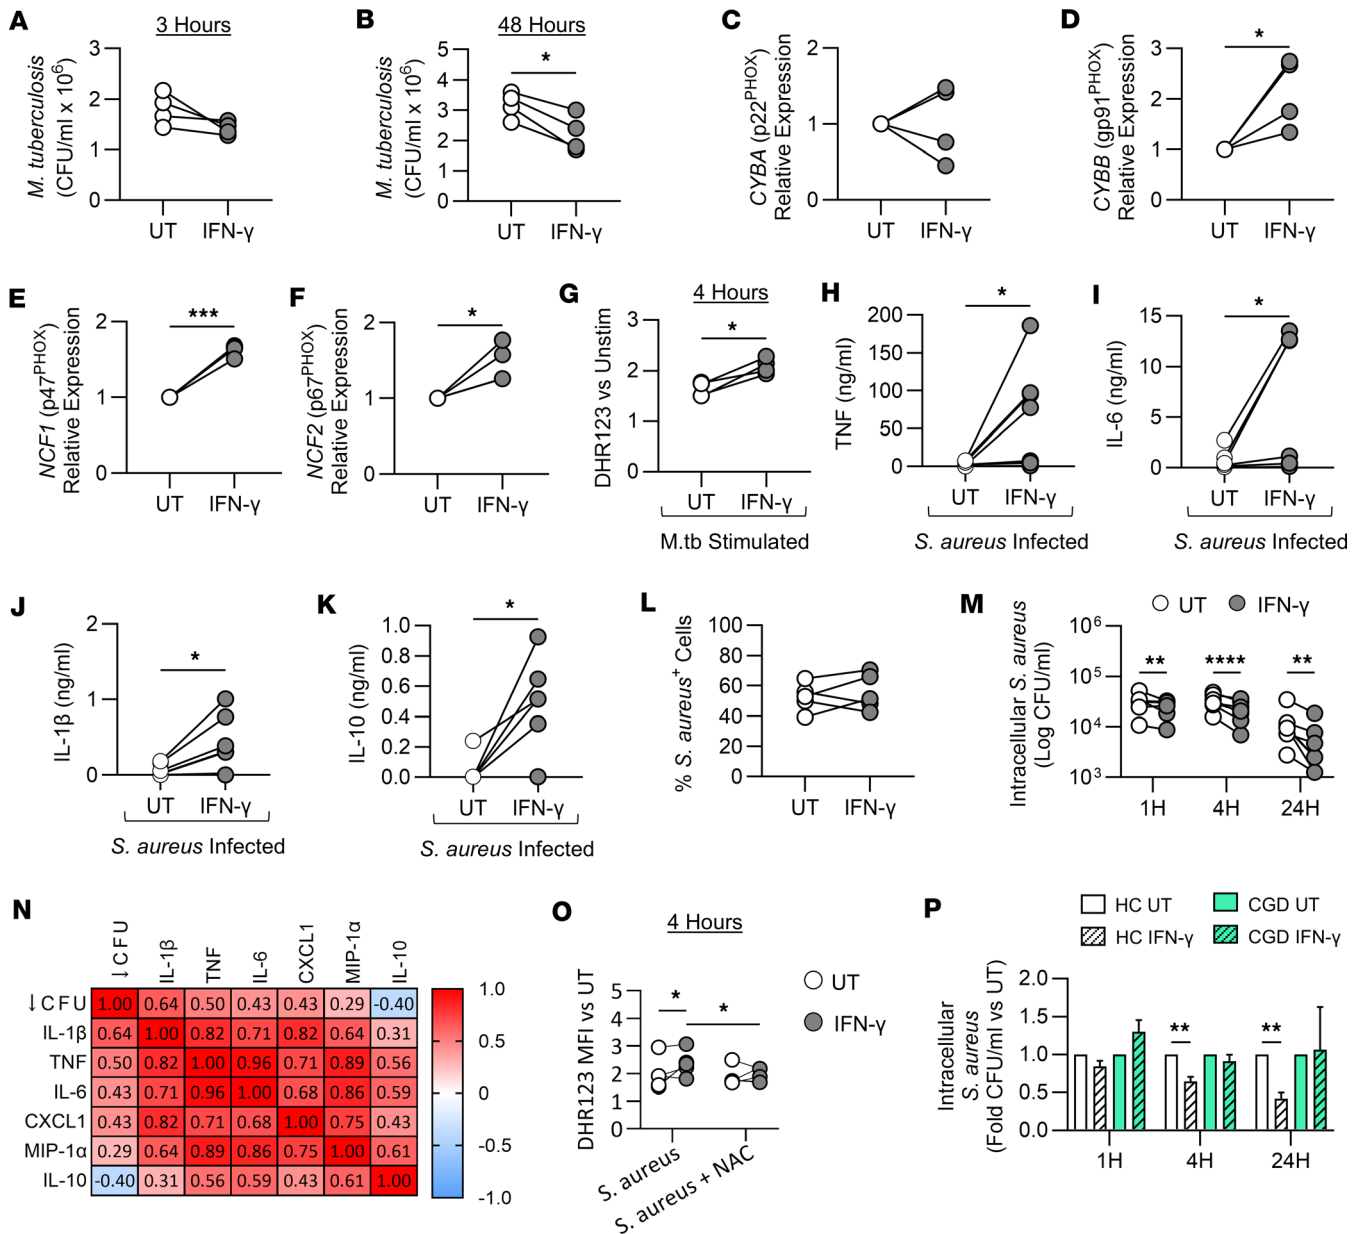 A
3 Hours
M. tuberculosis
(CFU/ml x 10⁶)
3
2
1
0
UT
IFN-γ
B
48 Hours
M. tuberculosis
(CFU/ml x 10⁶)
5
4
3
2
1
0
*
UT
IFN-γ
C
CYBA (p22ᴾᴴᴼˣ)
Relative Expression
2
1
0
UT
IFN-γ
D
CYBB (gp91ᴾᴴᴼˣ)
Relative Expression
3
2
1
0
*
UT
IFN-γ
E
NCF1 (p47ᴾᴴᴼˣ)
Relative Expression
2
1
0
***
UT
IFN-γ
F
NCF2 (p67ᴾᴴᴼˣ)
Relative Expression
2
1
0
*
UT
IFN-γ
G
4 Hours
DHR123 vs Unstim
3
2
1
0
*
UT
IFN-γ
M.tb Stimulated
H
TNF (ng/ml)
200
150
100
50
0
*
UT
IFN-γ
S. aureus Infected
I
IL-6 (ng/ml)
15
10
5
0
*
UT
IFN-γ
S. aureus Infected
J
IL-1β (ng/ml)
2
1
0
*
UT
IFN-γ
S. aureus Infected
K
IL-10 (ng/ml)
1.0
0.8
0.6
0.4
0.2
0.0
*
UT
IFN-γ
S. aureus Infected
L
% S. aureus⁺ Cells
100
80
60
40
20
0
UT
IFN-γ
M
UT
IFN-γ
Intracellular S. aureus
(Log CFU/ml)
10⁶
10⁵
10⁴
10³
**
****
**
1H
4H
24H
N
↓CFU
IL-1β
TNF
IL-6
CXCL1
MIP-1α
IL-10
↓CFU 1.00 0.64 0.50 0.43 0.43 0.29 -0.40
IL-1β 0.64 1.00 0.82 0.71 0.82 0.64 0.31
TNF 0.50 0.82 1.00 0.96 0.71 0.89 0.56
IL-6 0.43 0.71 0.96 1.00 0.68 0.86 0.59
CXCL1 0.43 0.82 0.71 0.68 1.00 0.75 0.43
MIP-1α 0.29 0.64 0.89 0.86 0.75 1.00 0.61
IL-10 -0.40 0.31 0.56 0.59 0.43 0.61 1.00
1.0
0.5
0
-0.5
-1.0
O
4 Hours
DHR123 MFI vs UT
5
4
3
2
1
0
*
*
UT
IFN-γ
S. aureus
S. aureus + NAC
P
HC UT
CGD UT
HC IFN-γ
CGD IFN-γ
Intracellular
S. aureus
(Fold CFU/ml vs UT)
2.0
1.5
1.0
0.5
0.0
**
**
1H
4H
24H